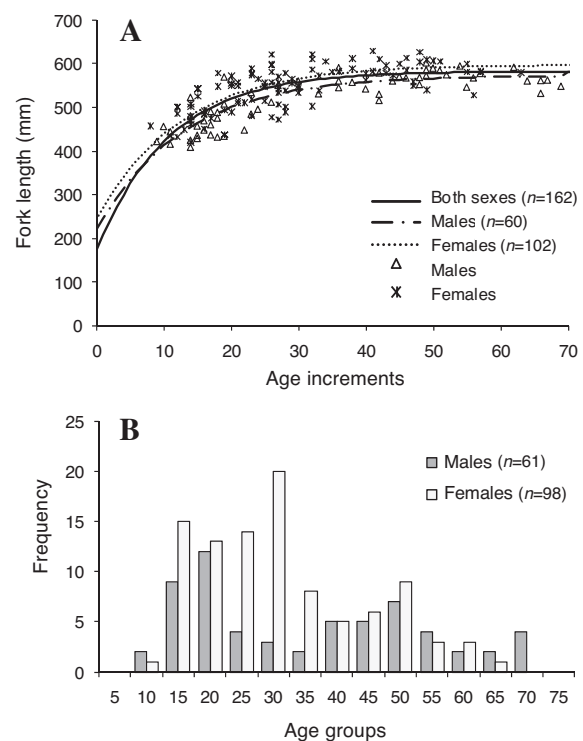 A
700
600
500
400
300
200
100
0
Fork length (mm)
Both sexes (n=162)
Males (n=60)
Females (n=102)
Males
Females
0 10 20 30 40 50 60 70
Age increments
B
25
20
15
10
5
0
Frequency
Males (n=61)
Females (n=98)
5 10 15 20 25 30 35 40 45 50 55 60 65 70 75
Age groups